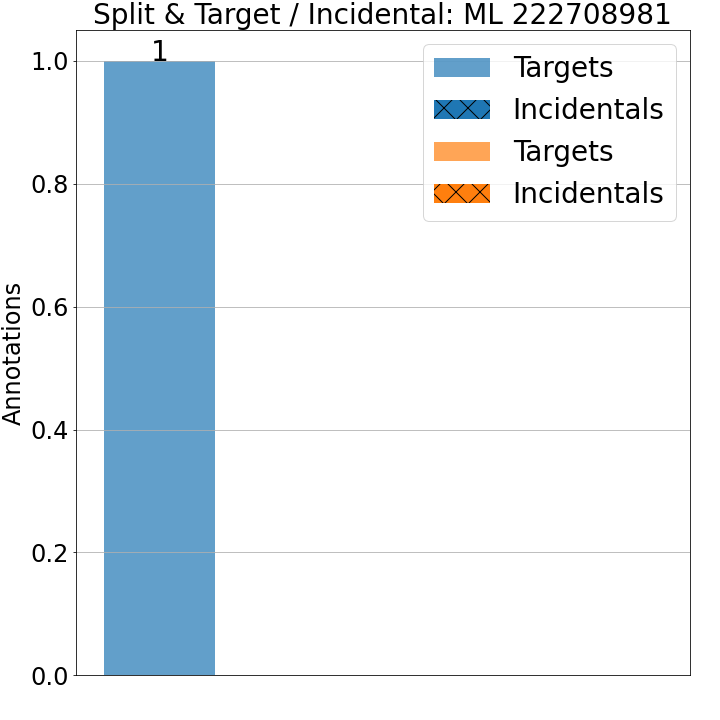 Split & Target / Incidental: ML 222708981
1
1.0
0.8
0.6
0.4
0.2
0.0
Annotations
Targets
Incidentals
Targets
Incidentals